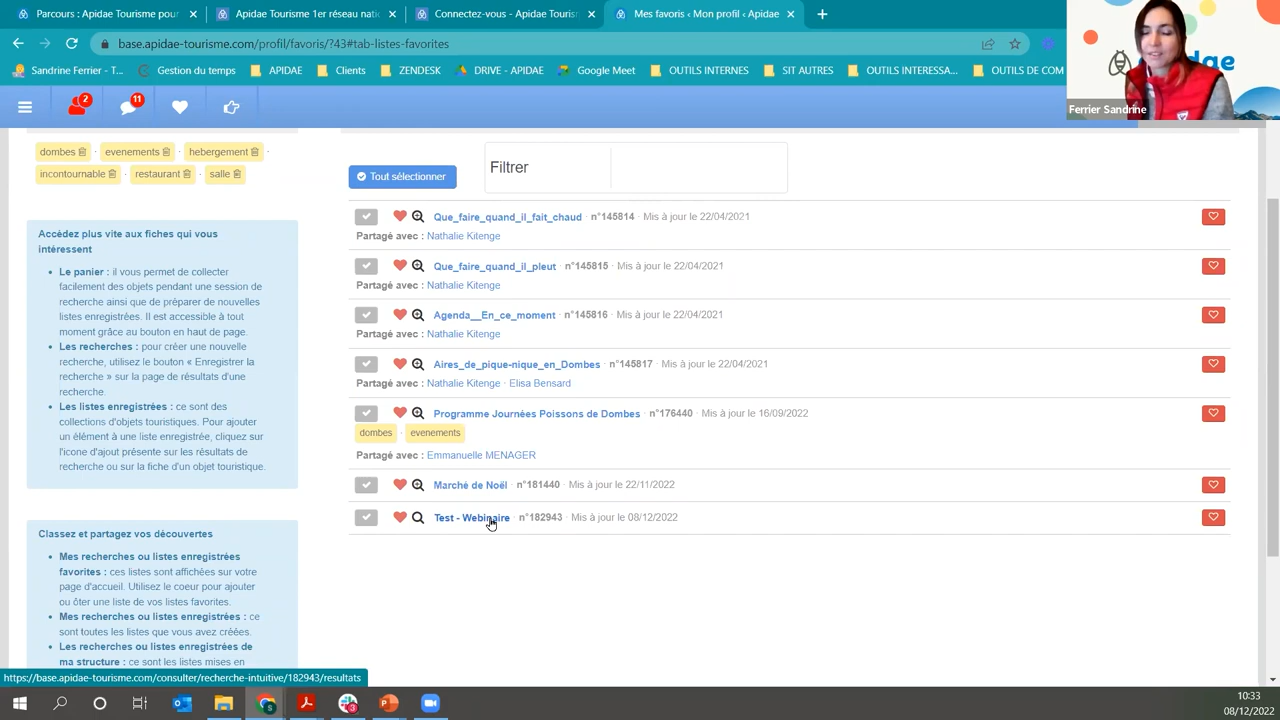 Parcours : Apidae Tourisme pour
Apidae Tourisme 1er réseau nati
Connectez-vous - Apidae Touris
Mes favoris ‹ Mon profil ‹ Apidae
base.apidae-tourisme.com/profil/favoris/?43#tab-listes-favorites
Sandrine Ferrier - T...
Gestion du temps
APIDAE
Clients
ZENDESK
DRIVE - APIDAE
Google Meet
OUTILS INTERNES
SIT AUTRES
OUTILS INTERESSA...
OUTILS DE COM
Ferrier Sandrine
2
11
dombes · evenements · hebergement ·
incontournable · restaurant · salle
Accèdez plus vite aux fiches qui vous
intéressent
• Le panier : il vous permet de collecter
facilement des objets pendant une session de
recherche ainsi que de préparer de nouvelles
listes enregistrées. Il est accessible à tout
moment grâce au bouton en haut de page.
• Les recherches : pour créer une nouvelle
recherche, utilisez le bouton « Enregistrer la
recherche » sur la page de résultats d'une
recherche.
• Les listes enregistrées : ce sont des
collections d'objets touristiques. Pour ajouter
un élément à une liste enregistrée, cliquez sur
l'icone d'ajout présente sur les résultats de
recherche ou sur la fiche d'un objet touristique.
Classez et partagez vos découvertes
• Mes recherches ou listes enregistrées
favorites : ces listes sont affichées sur votre
page d'accueil. Utilisez le coeur pour ajouter
ou ôter une liste de vos listes favorites.
• Mes recherches ou listes enregistrées : ce
sont toutes les listes que vous avez créées.
• Les recherches ou listes enregistrées de
ma structure : ce sont les listes mises en
Tout sélectionner
Filtrer
Que_faire_quand_il_fait_chaud · n°145814 · Mis à jour le 22/04/2021
Partagé avec : Nathalie Kitenge
Que_faire_quand_il_pleut · n°145815 · Mis à jour le 22/04/2021
Partagé avec : Nathalie Kitenge
Agenda__En_ce_moment · n°145816 · Mis à jour le 22/04/2021
Partagé avec : Nathalie Kitenge
Aires_de_pique-nique_en_Dombes · n°145817 · Mis à jour le 22/04/2021
Partagé avec : Nathalie Kitenge · Elisa Bensard
Programme Journées Poissons de Dombes · n°176440 · Mis à jour le 16/09/2022
dombes · evenements
Partagé avec : Emmanuelle MENAGER
Marché de Noël · n°181440 · Mis à jour le 22/11/2022
Test - Webinaire · n°182943 · Mis à jour le 08/12/2022
https://base.apidae-tourisme.com/consulter/recherche-intuitive/182943/resultats
3
10:33
08/12/2022